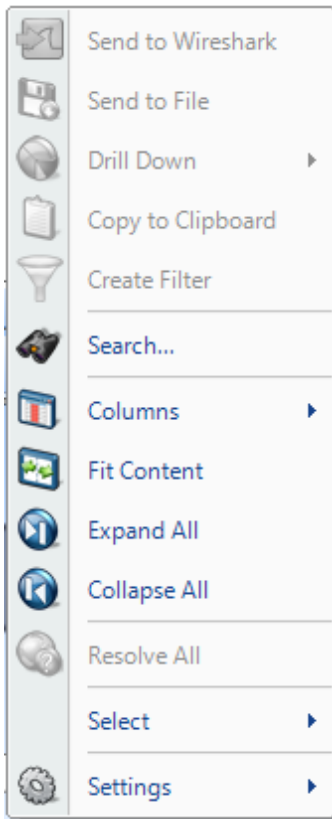 Send to Wireshark
Send to File
Drill Down
Copy to Clipboard
Create Filter
Search...
Columns
Fit Content
Expand All
Collapse All
Resolve All
Select
Settings